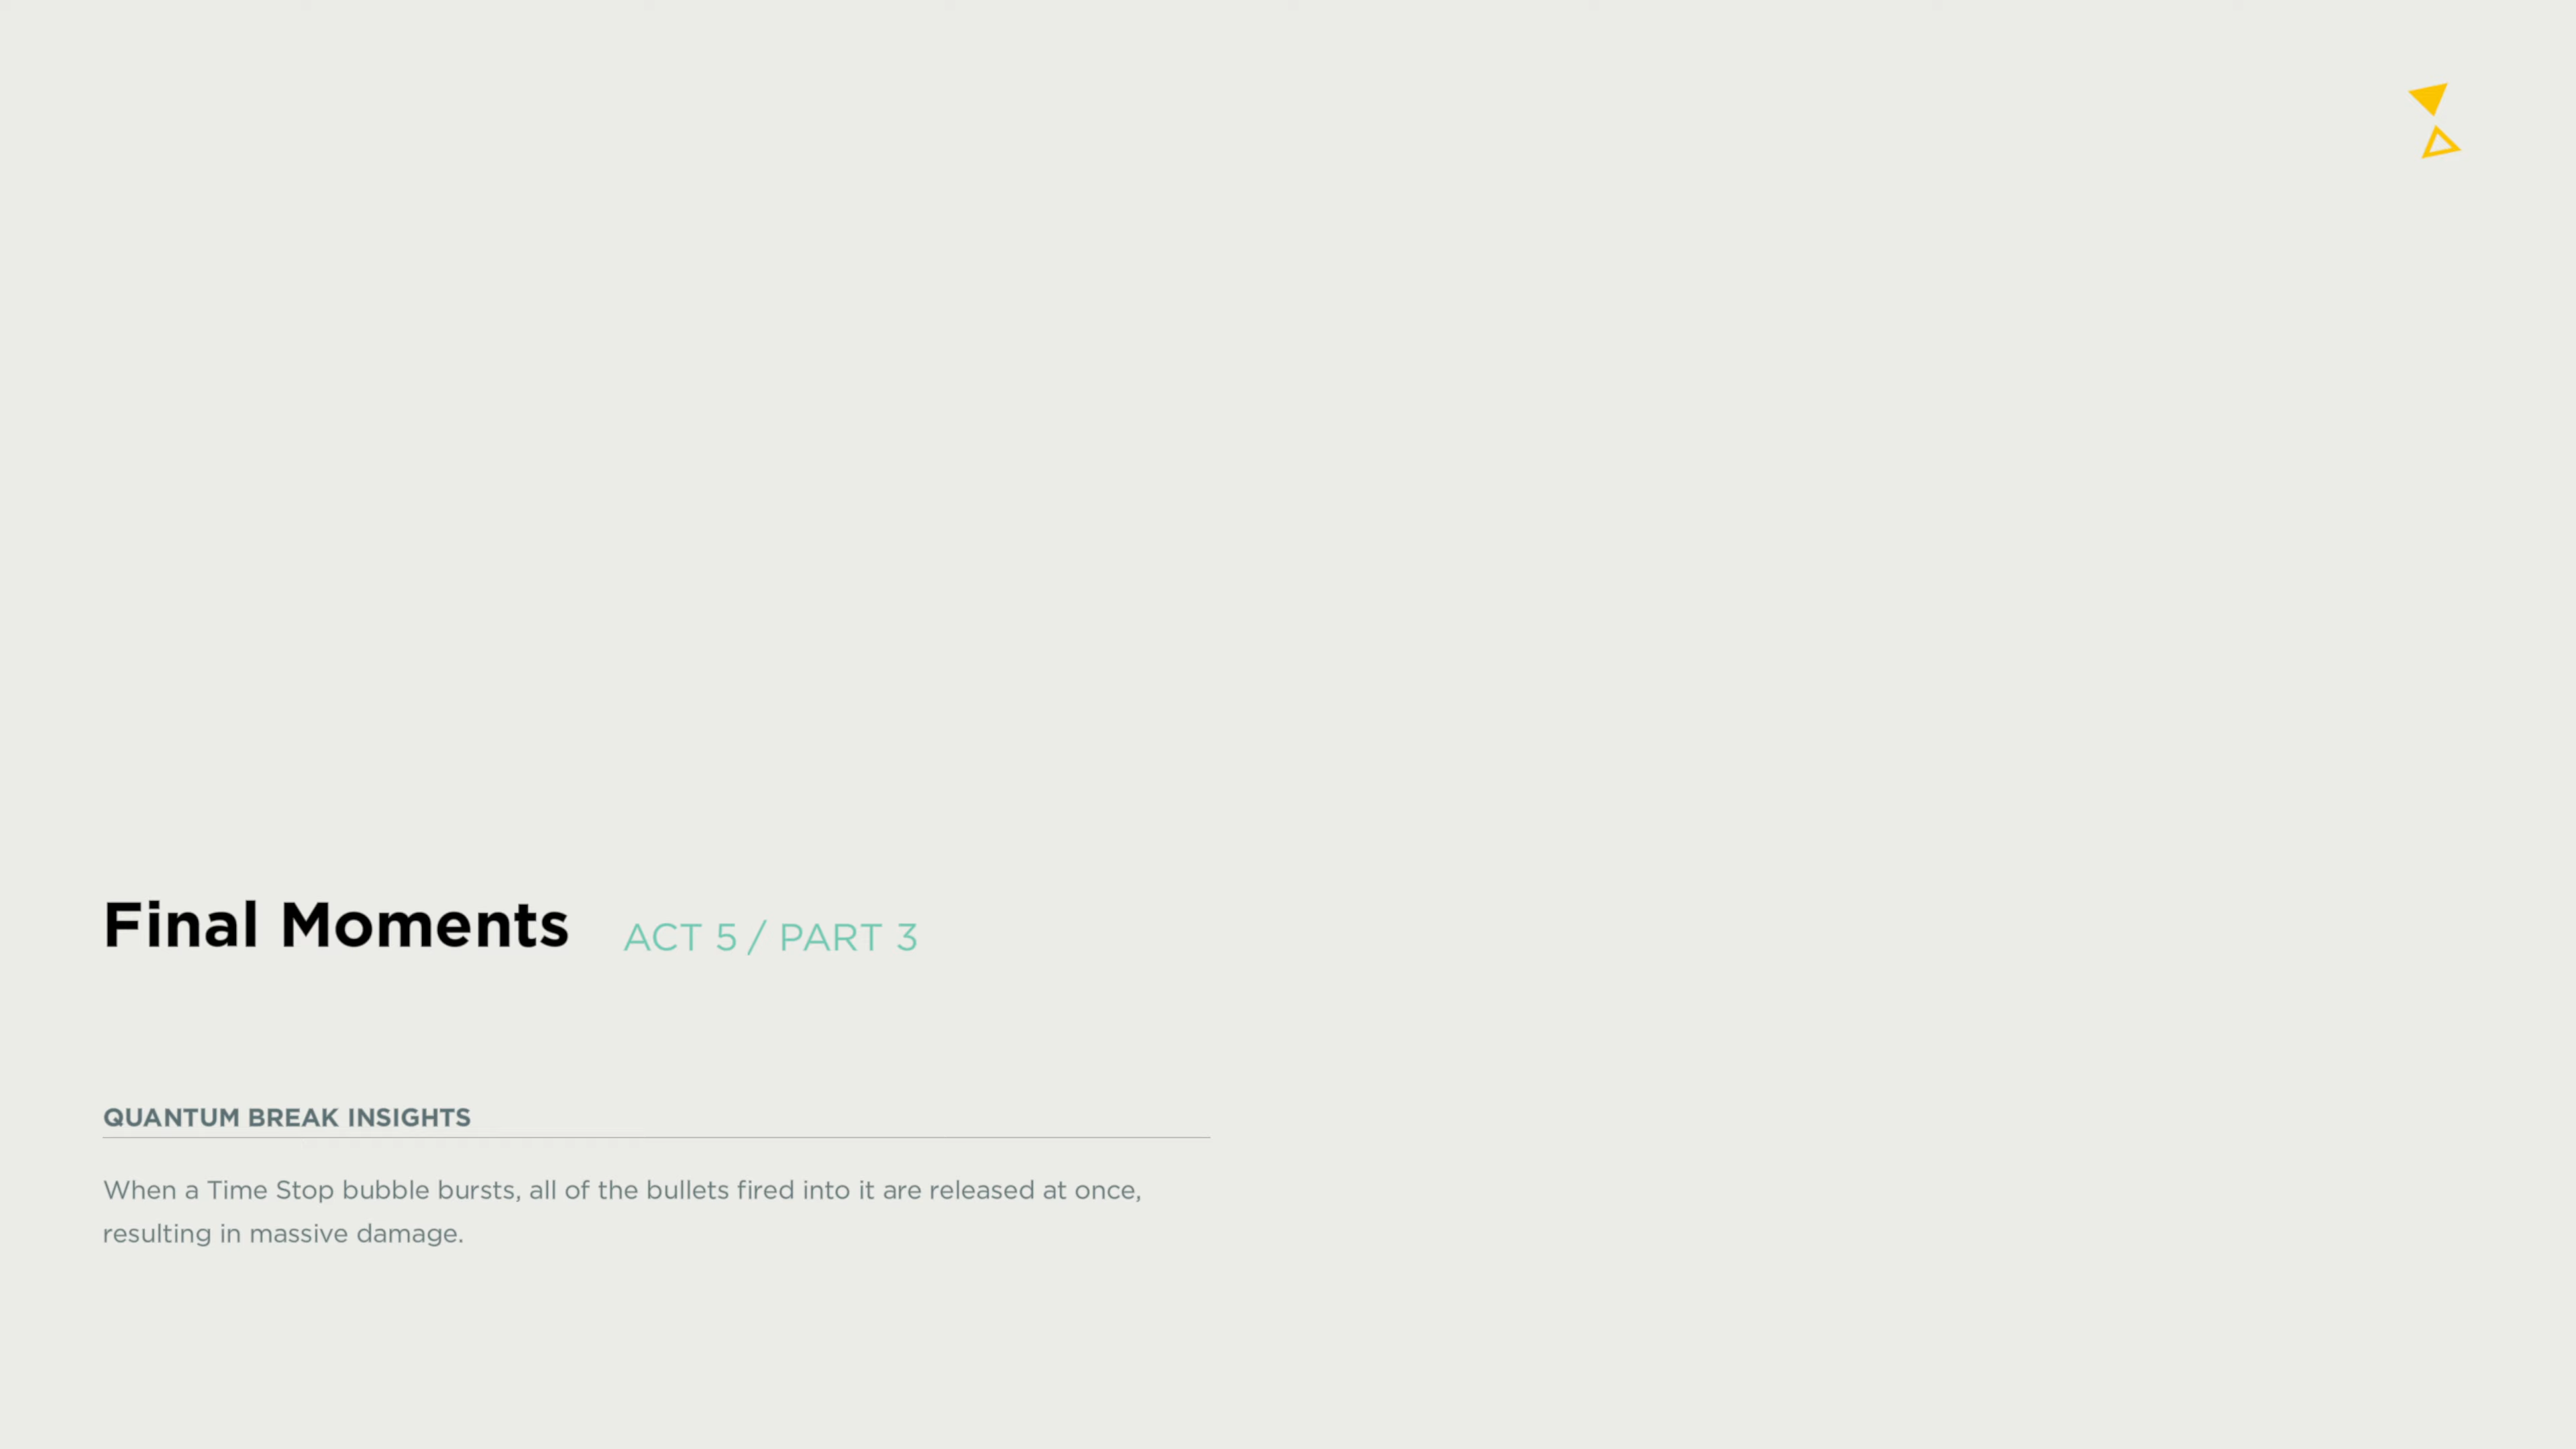 Final Moments ACT 5 / PART 3
QUANTUM BREAK INSIGHTS
When a Time Stop bubble bursts, all of the bullets fired into it are released at once,
resulting in massive damage.